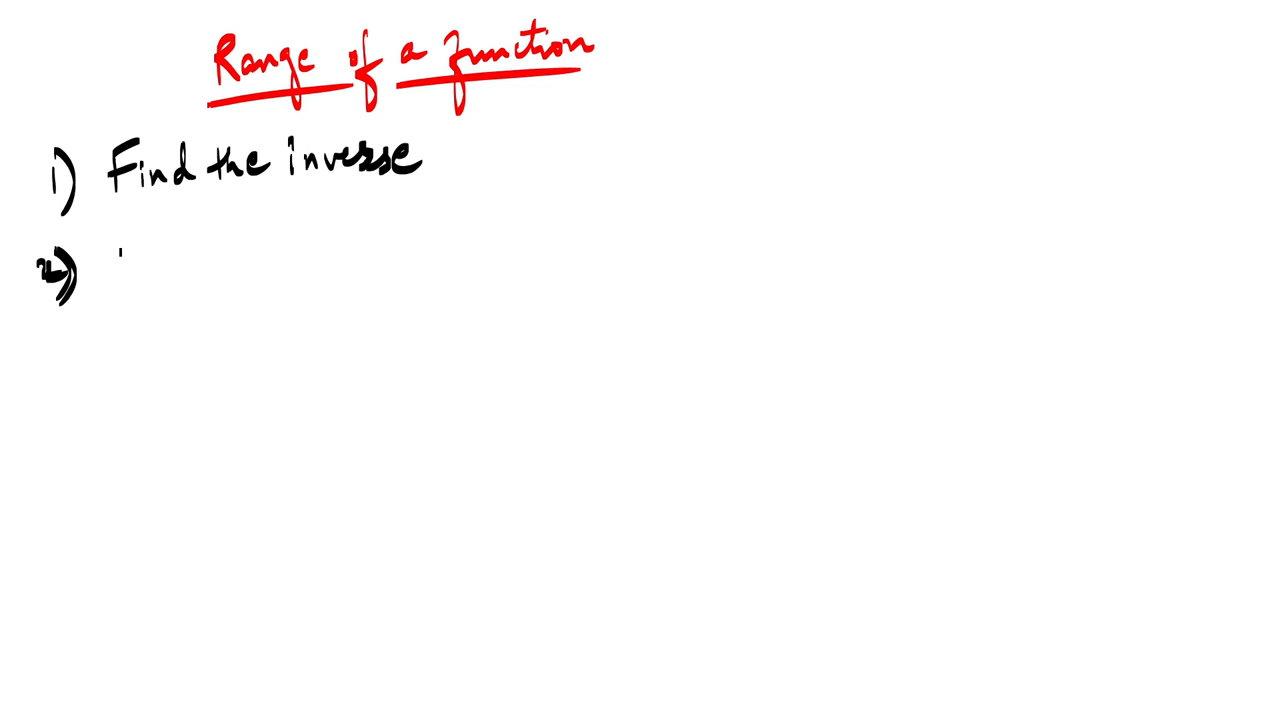 Range of a function
1) Find the inverse
2)